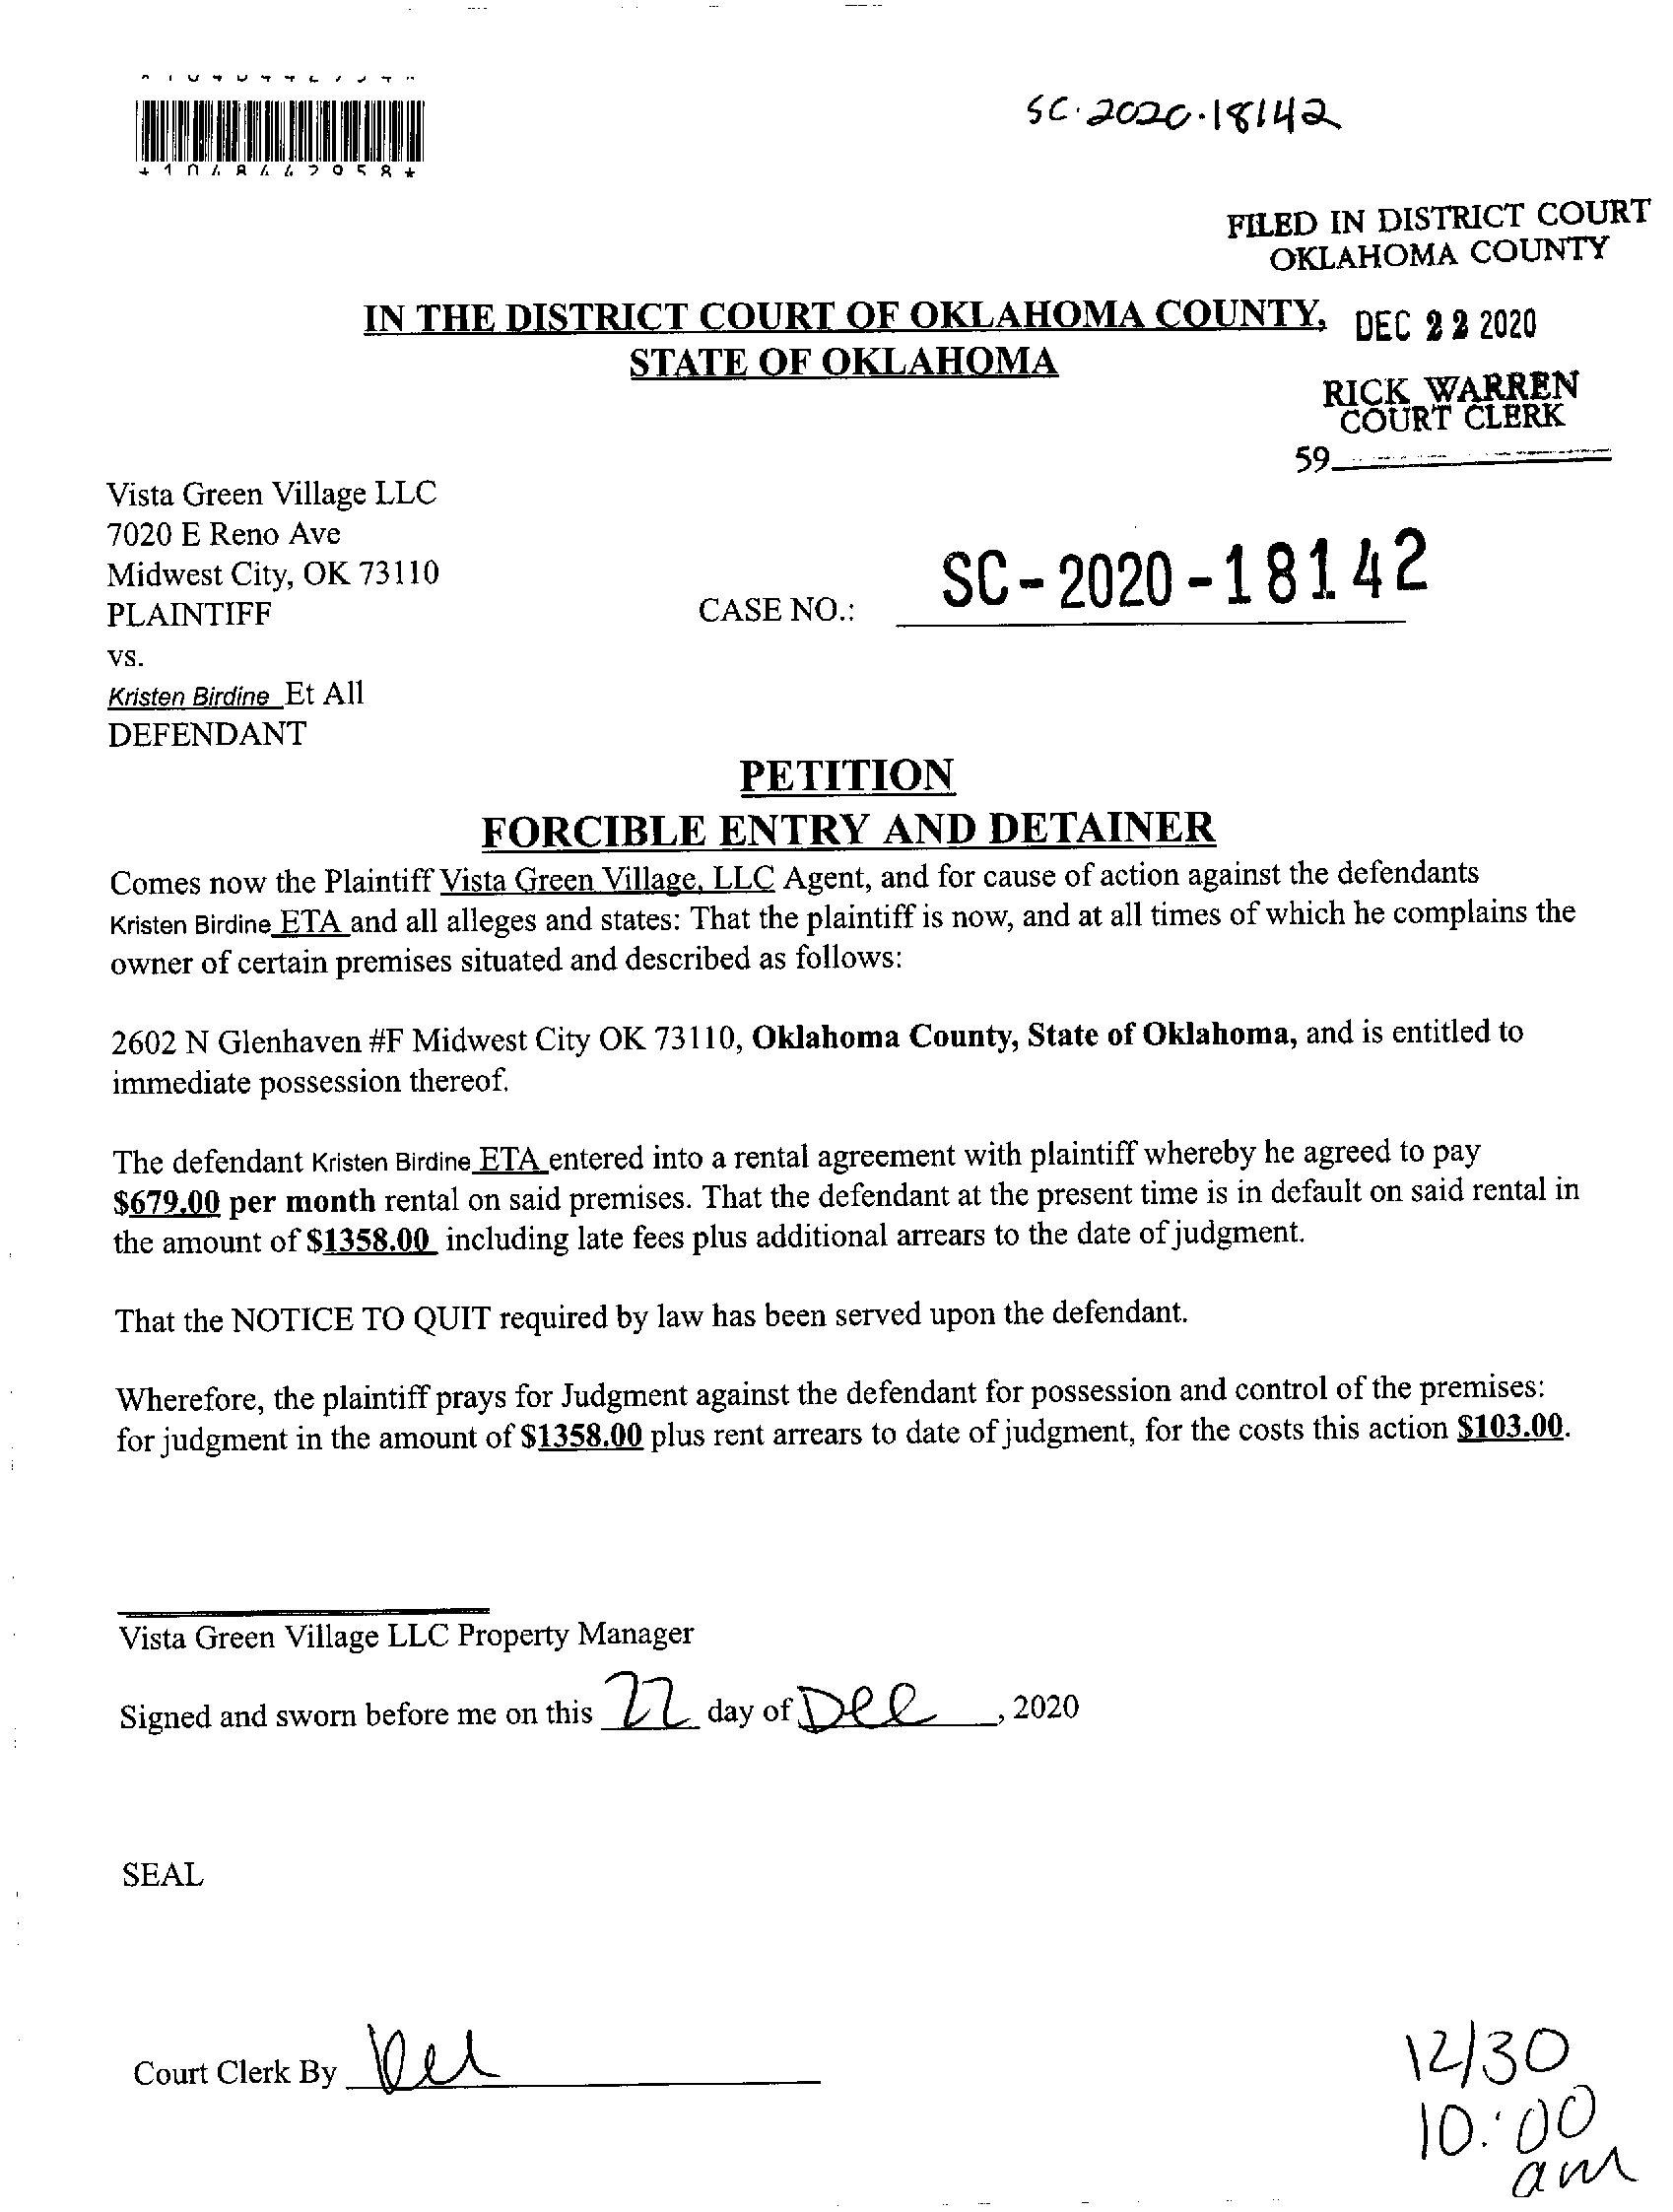 SC-2020-18142
FILED IN DISTRICT COURT
OKLAHOMA COUNTY
IN THE DISTRICT COURT OF OKLAHOMA COUNTY,
STATE OF OKLAHOMA
DEC 22 2020
RICK WARREN
COURT CLERK
59
Vista Green Village LLC
7020 E Reno Ave
Midwest City, OK 73110
PLAINTIFF
CASE NO.: SC-2020-18142
vs.
Kristen Birdine Et All
DEFENDANT
PETITION
FORCIBLE ENTRY AND DETAINER
Comes now the Plaintiff Vista Green Village, LLC Agent, and for cause of action against the defendants
Kristen Birdine ETA and all alleges and states: That the plaintiff is now, and at all times of which he complains the
owner of certain premises situated and described as follows:
2602 N Glenhaven #F Midwest City OK 73110, Oklahoma County, State of Oklahoma, and is entitled to
immediate possession thereof.
The defendant Kristen Birdine ETA entered into a rental agreement with plaintiff whereby he agreed to pay
$679.00 per month rental on said premises. That the defendant at the present time is in default on said rental in
the amount of $1358.00 including late fees plus additional arrears to the date of judgment.
That the NOTICE TO QUIT required by law has been served upon the defendant.
Wherefore, the plaintiff prays for Judgment against the defendant for possession and control of the premises:
for judgment in the amount of $1358.00 plus rent arrears to date of judgment, for the costs this action $103.00.
Vista Green Village LLC Property Manager
Signed and sworn before me on this 22 day of Dec, 2020
SEAL
Court Clerk By
12/30
10:00
am